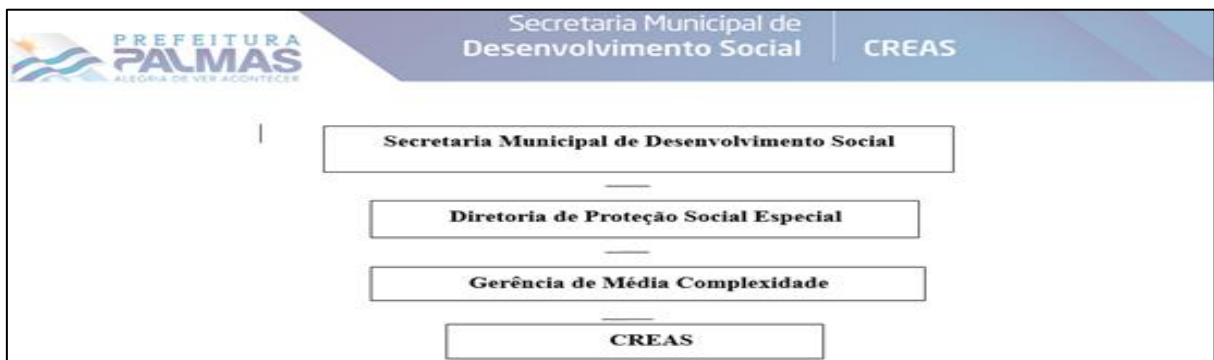 PREFEITURA
PALMAS
ALEGRIA DE VER ACONTECER
Secretaria Municipal de
Desenvolvimento Social
CREAS
Secretaria Municipal de Desenvolvimento Social
Diretoria de Proteção Social Especial
Gerência de Média Complexidade
CREAS